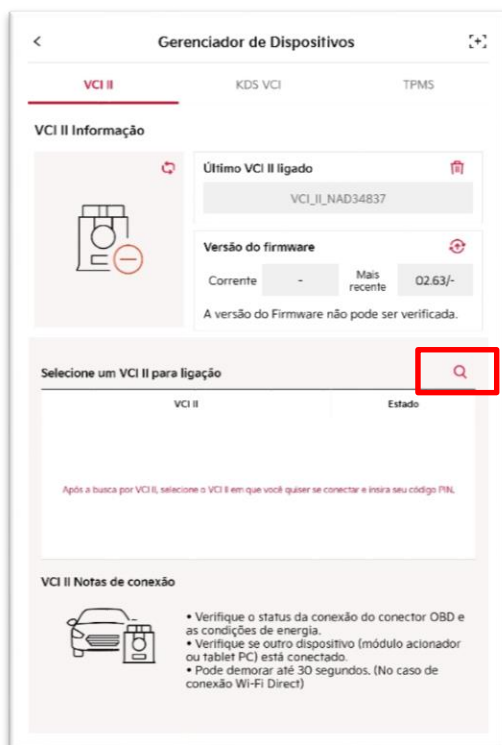 Gerenciador de Dispositivos
VCI II
KDS VCI
TPMS
VCI II Informação
Último VCI II ligado
VCI_II_NAD34837
Versão do firmware
Corrente
-
Mais
recente
02.63/-
A versão do Firmware não pode ser verificada.
Selecione um VCI II para ligação
VCI II
Estado
Após a busca por VCI II, selecione o VCI II em que você quiser se conectar e insira seu código PIN.
VCI II Notas de conexão
• Verifique o status da conexão do conector OBD e
as condições de energia.
• Verifique se outro dispositivo (módulo acionador
ou tablet PC) está conectado.
• Pode demorar até 30 segundos. (No caso de
conexão Wi-Fi Direct)